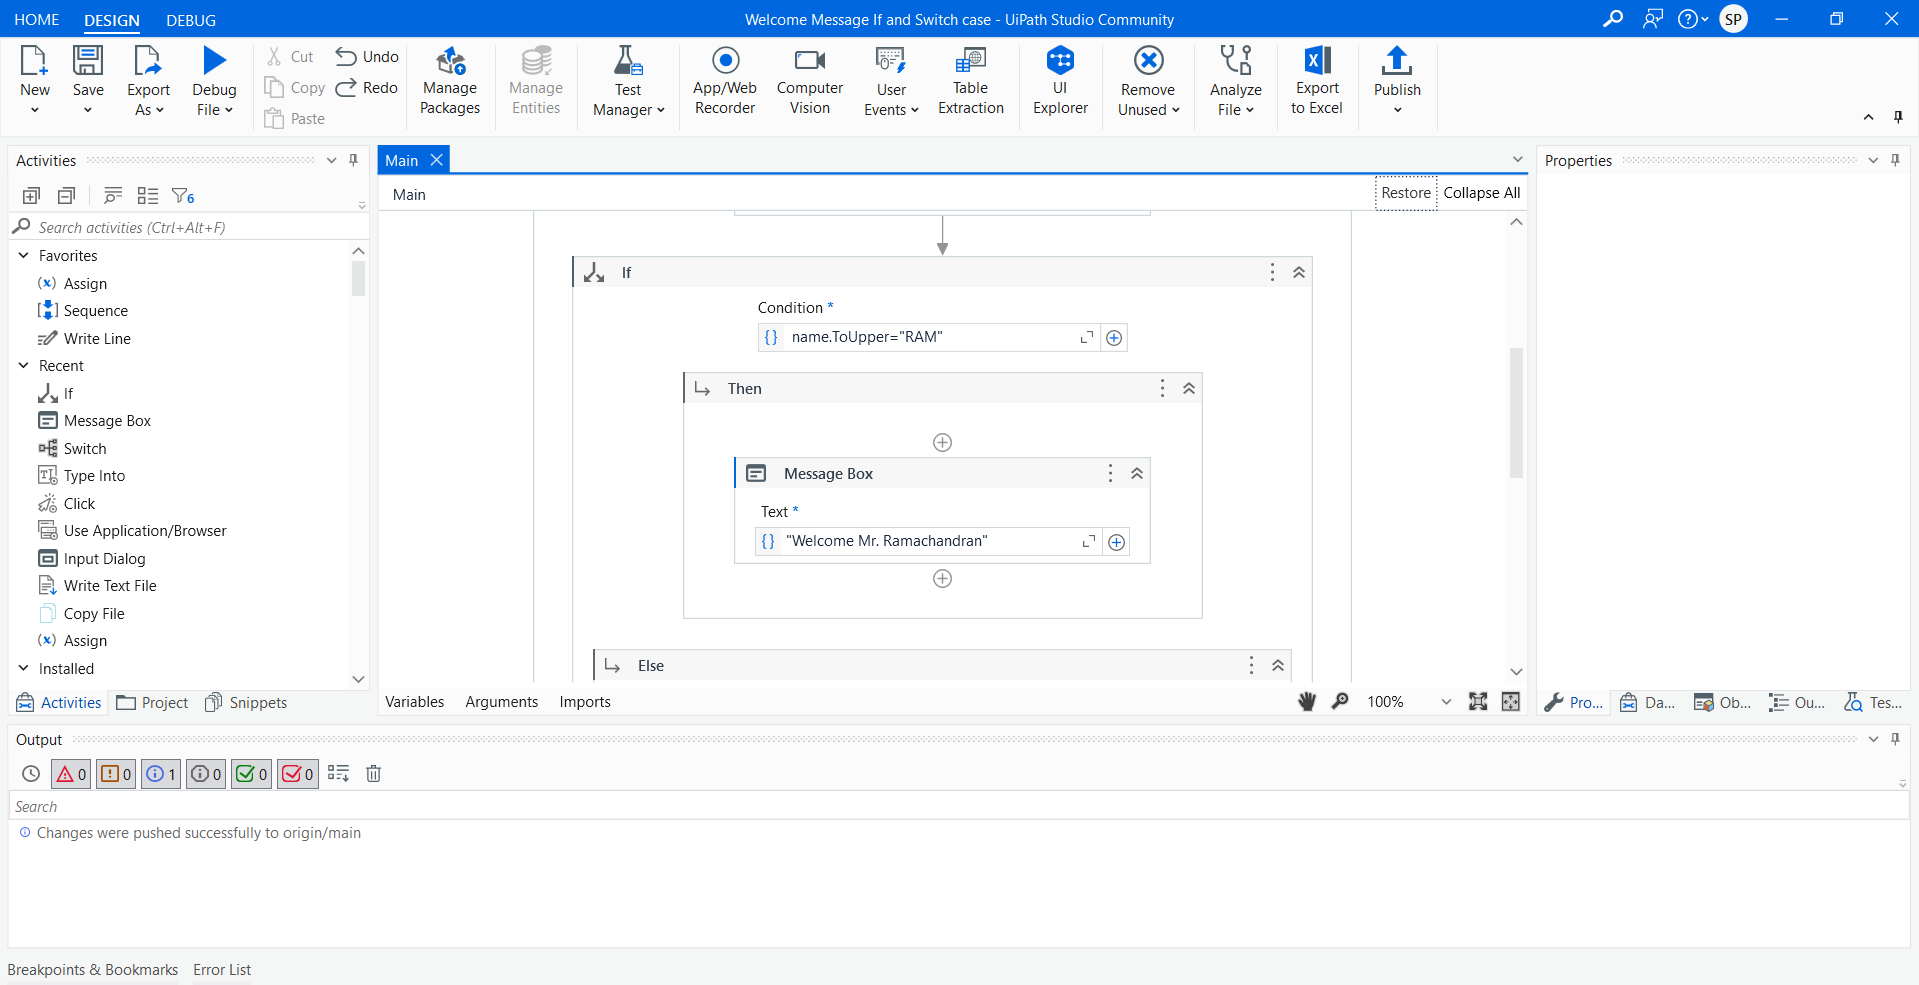 HOME DESIGN DEBUG Welcome Message If and Switch case - UiPath Studio Community SP
New
Save
Export As
Debug File
Cut
Copy
Paste
Undo
Redo
Manage Packages
Manage Entities
Test Manager
App/Web Recorder
Computer Vision
User Events
Table Extraction
UI Explorer
Remove Unused
Analyze File
Export to Excel
Publish
Activities
6
Search activities (Ctrl+Alt+F)
Favorites
(x) Assign
Sequence
Write Line
Recent
If
Message Box
Switch
Type Into
Click
Use Application/Browser
Input Dialog
Write Text File
Copy File
(x) Assign
Installed
Activities Project Snippets
Main
Main Restore Collapse All
If
Condition *
{} name.ToUpper="RAM"
Then
Message Box
Text *
{} "Welcome Mr. Ramachandran"
Else
Variables Arguments Imports 100%
Properties
Pro... Da... Ob... Ou... Tes...
Output
0 0 1 0 0 0
Search
Changes were pushed successfully to origin/main
Breakpoints & Bookmarks Error List